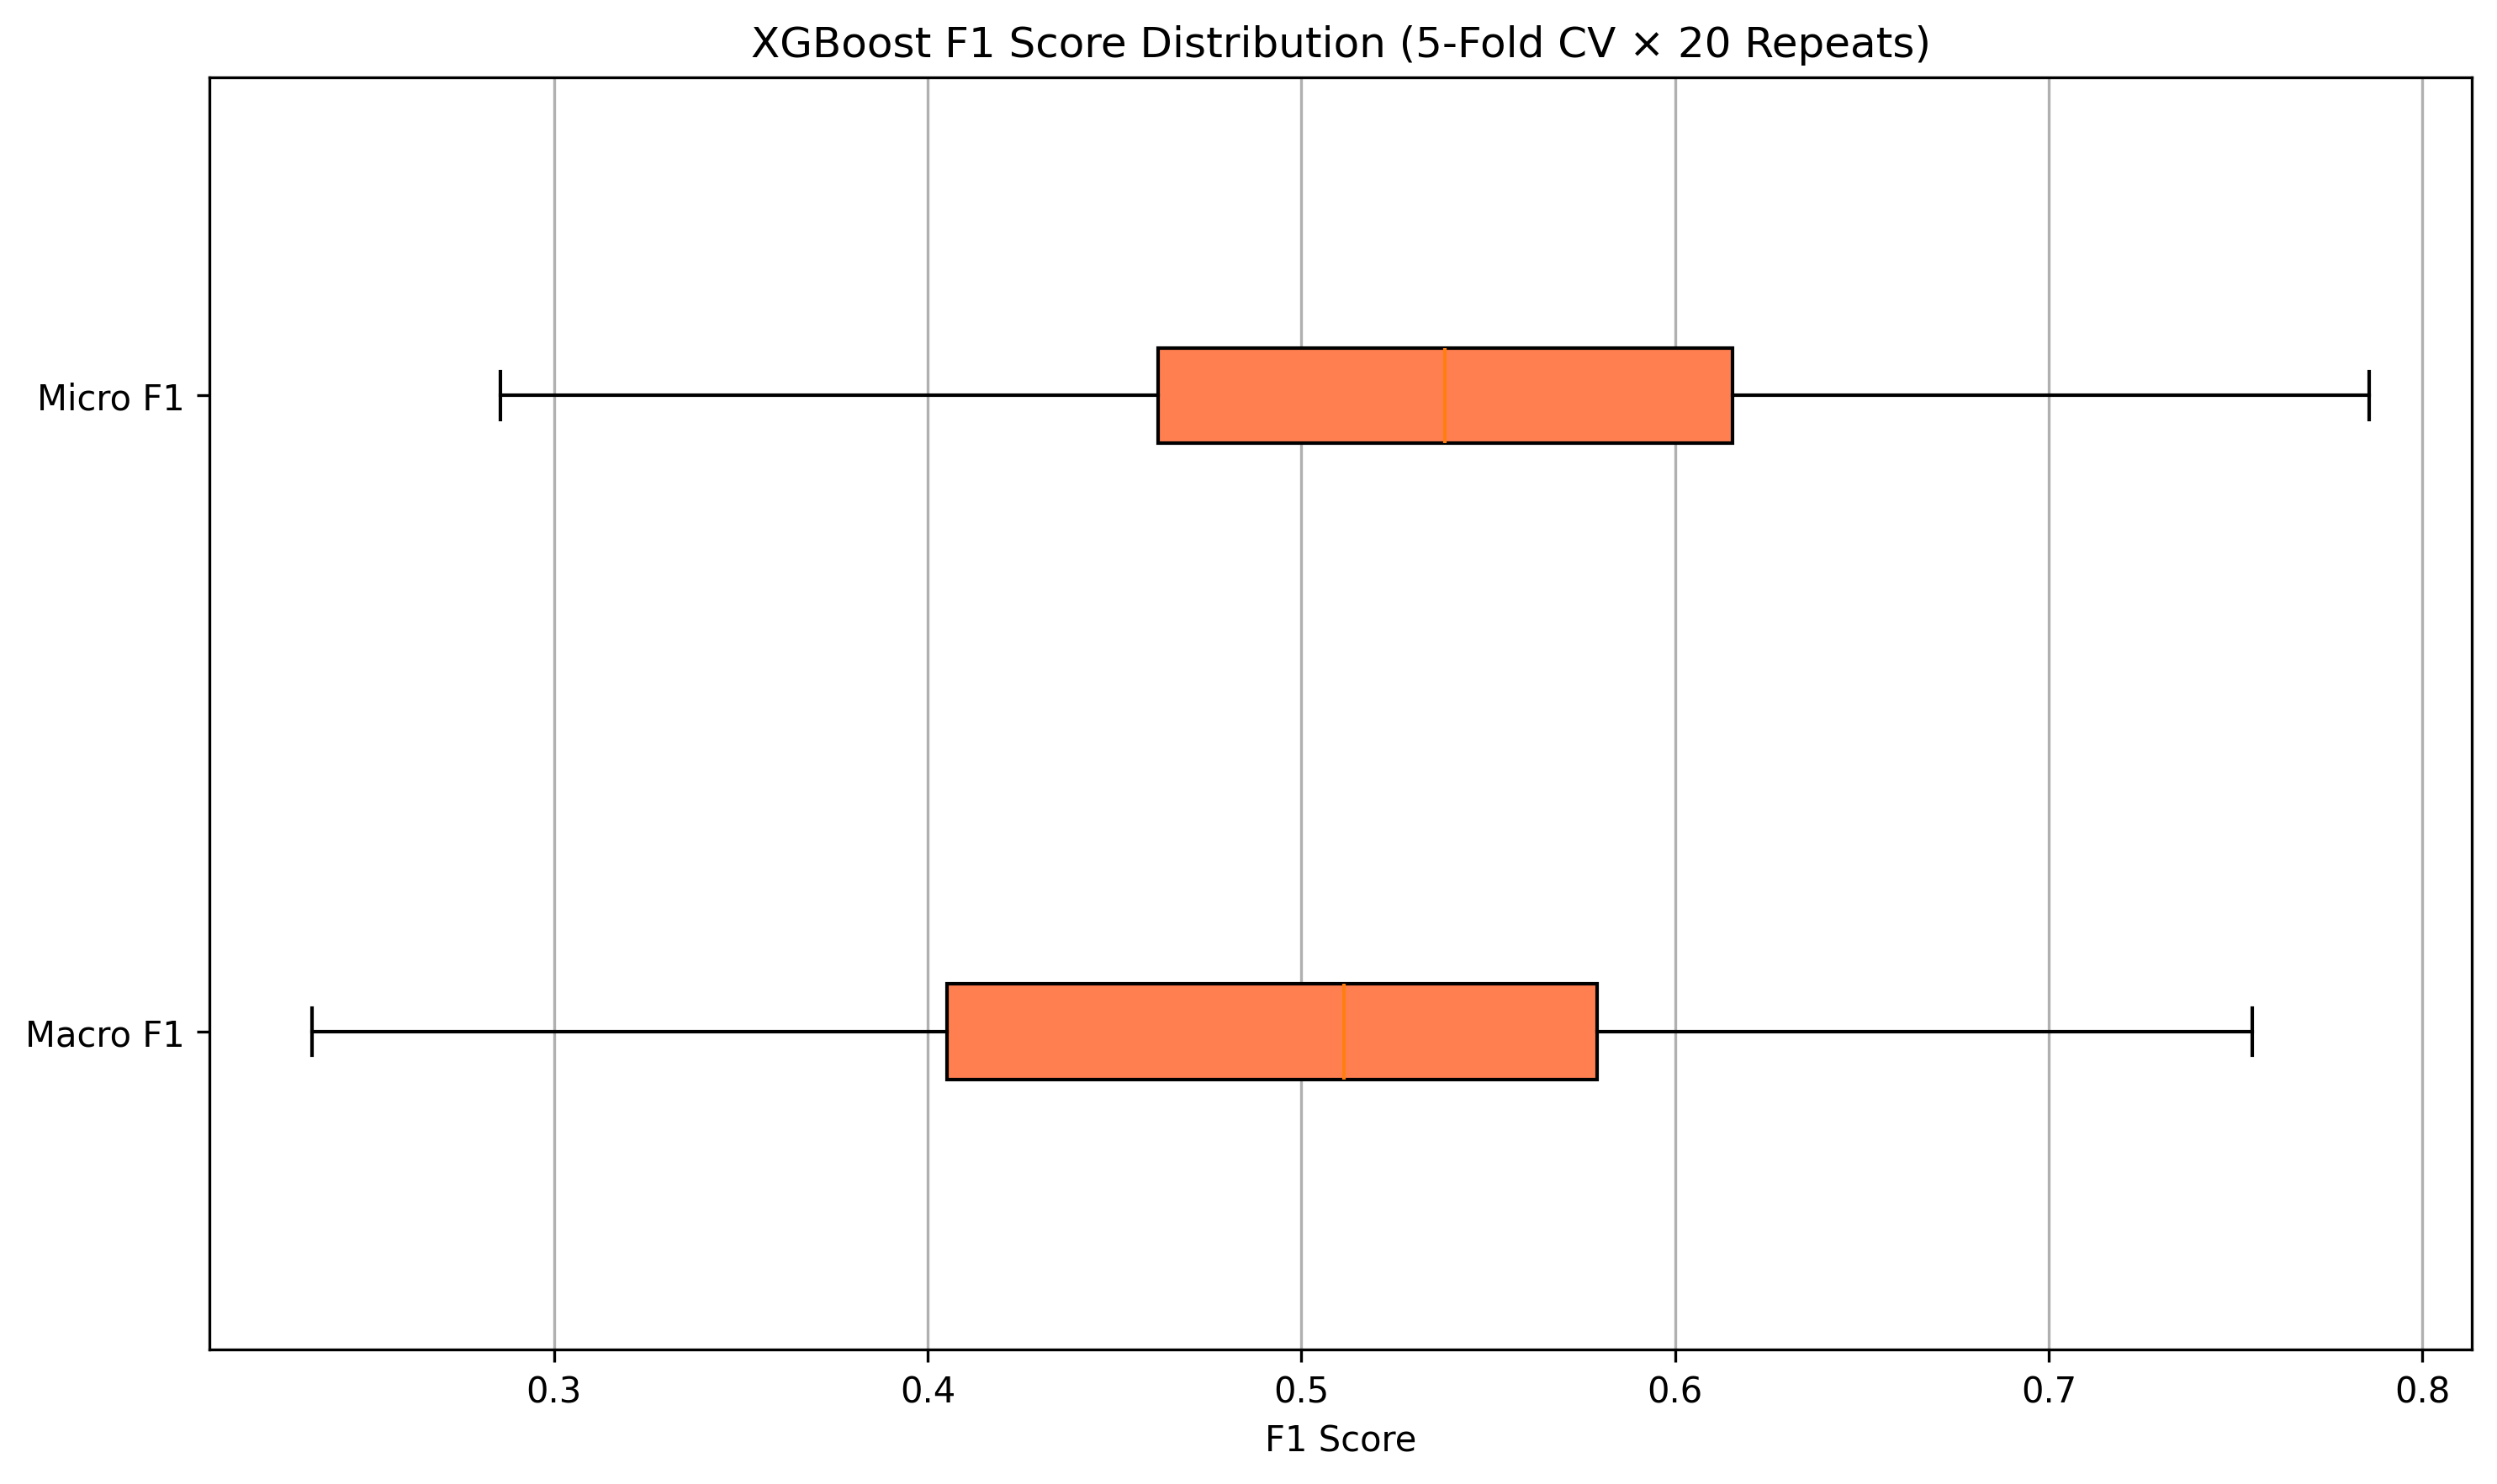 XGBoost F1 Score Distribution (5-Fold CV × 20 Repeats)
Micro F1
Macro F1
0.3 0.4 0.5 0.6 0.7 0.8
F1 Score